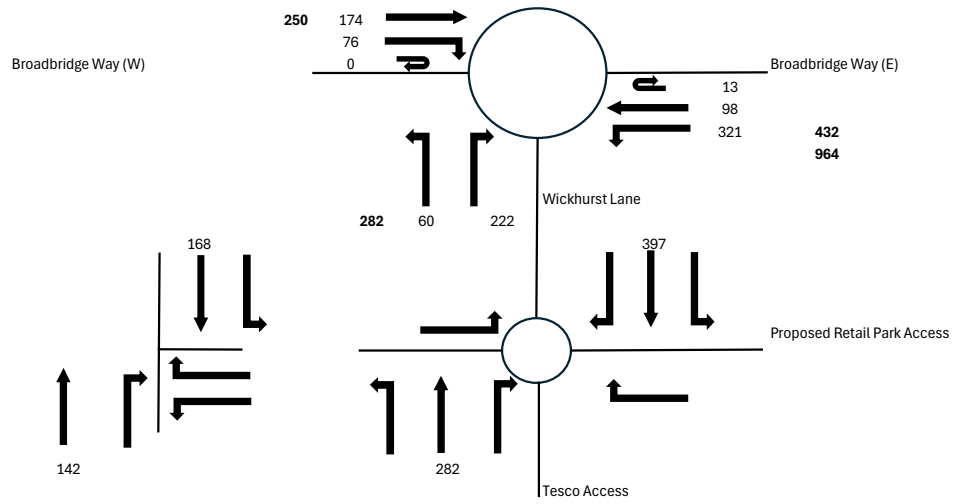 250 174
76
Broadbridge Way (W) 0 Broadbridge Way (E)
13
98
321 432
964
Wickhurst Lane
282 60 222
168 397
Proposed Retail Park Access
142 282
Tesco Access